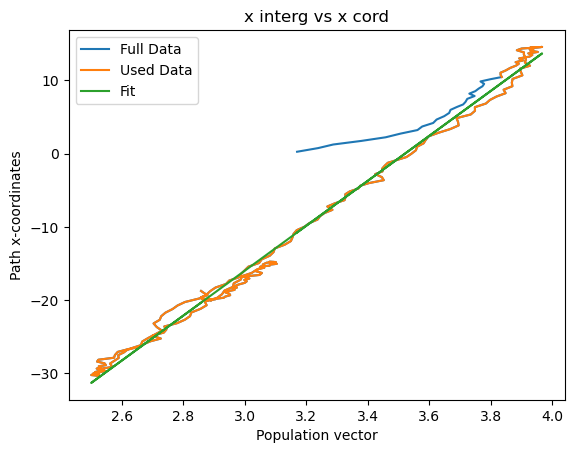 x interg vs x cord
Full Data
Used Data
Fit
Path x-coordinates
10
0
−10
−20
−30
2.6 2.8 3.0 3.2 3.4 3.6 3.8 4.0
Population vector